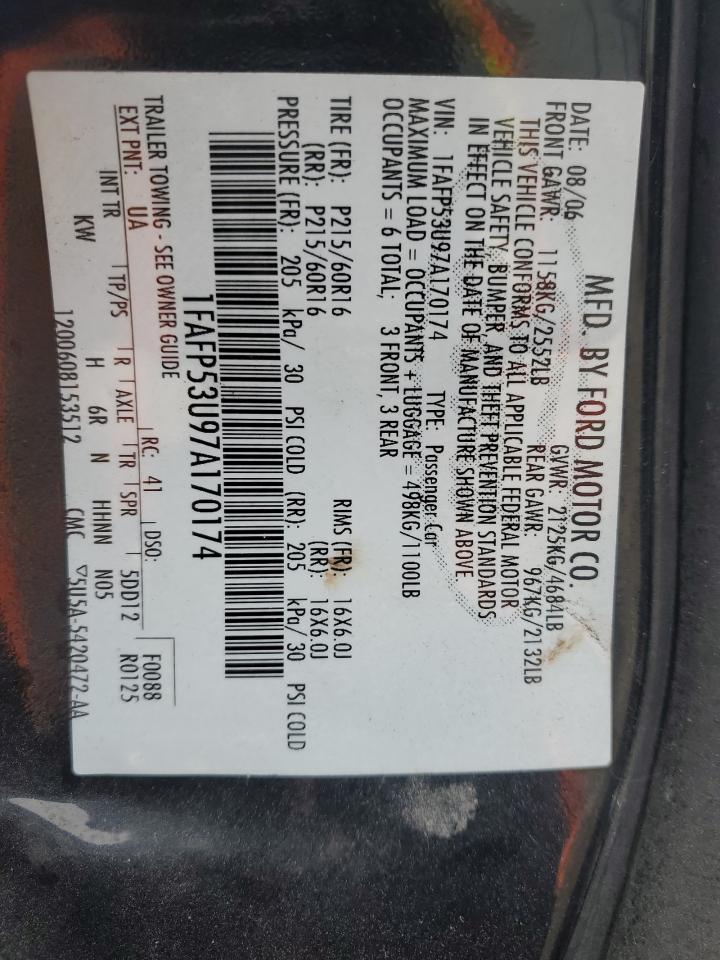 MFD. BY FORD MOTOR CO.
DATE: 08/06 GVWR: 2125KG/4684LB
FRONT GAWR: 1158KG/2552LB REAR GAWR: 967KG/2132LB
THIS VEHICLE CONFORMS TO ALL APPLICABLE FEDERAL MOTOR
VEHICLE SAFETY, BUMPER, AND THEFT PREVENTION STANDARDS
IN EFFECT ON THE DATE OF MANUFACTURE SHOWN ABOVE.
VIN: 1FAFP53U97A170174 TYPE: Passenger Car
MAXIMUM LOAD = OCCUPANTS + LUGGAGE = 498KG/1100LB
OCCUPANTS = 6 TOTAL; 3 FRONT, 3 REAR
TIRE (FR): P215/60R16 RIMS (FR): 16X6.0J
(RR): P215/60R16 (RR): 16X6.0J
PRESSURE (FR): 205 kPa/ 30 PSI COLD (RR): 205 kPa/ 30 PSI COLD
1FAFP53U97A170174
TRAILER TOWING - SEE OWNER GUIDE
EXT PNT: UA RC: 41 DSO: F0088
R0125
INT TR TP/PS R AXLE TR SPR 5DD12
KW H 6R N HHNN NO5
1200608153512 CMC ▽5U5A-5420472-AA